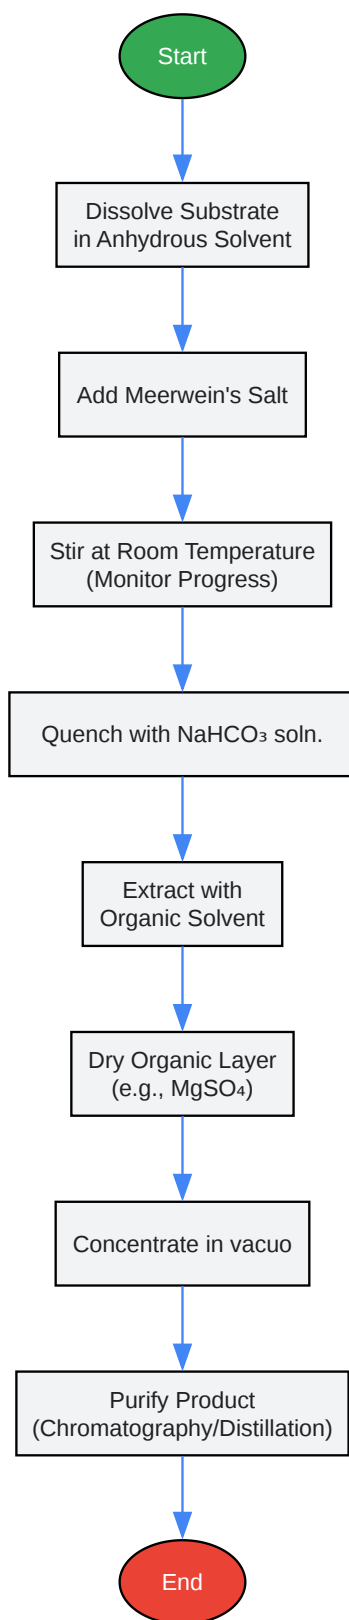 Start
Dissolve Substrate
in Anhydrous Solvent
Add Meerwein's Salt
Stir at Room Temperature
(Monitor Progress)
Quench with NaHCO₃ soln.
Extract with
Organic Solvent
Dry Organic Layer
(e.g., MgSO₄)
Concentrate in vacuo
Purify Product
(Chromatography/Distillation)
End